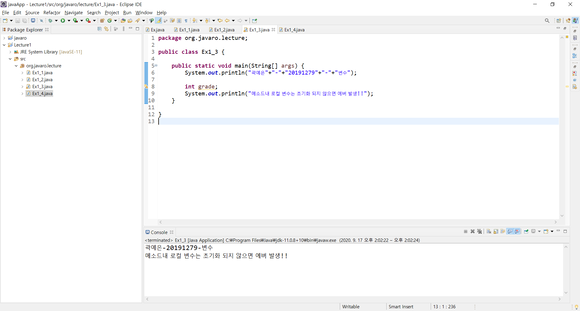 javaApp - Lecture1/src/org/javaro/lecture/Ex1_3.java - Eclipse IDE
File Edit Source Refactor Navigate Search Project Run Window Help
Package Explorer
javaro
Lecture1
JRE System Library [JavaSE-11]
src
org.javaro.lecture
Ex1_1.java
Ex1_2.java
Ex1_3.java
Ex1_4.java
Ex.java Ex1_1.java Ex1_2.java Ex1_3.java Ex1_4.java
1 package org.javaro.lecture;
2
3 public class Ex1_3 {
4
5 public static void main(String[] args) {
6 System.out.println("곽예은"+"-"+"20191279"+"-"+"변수");
7
8 int grade;
9 System.out.println("메소드내 로컬 변수는 초기화 되지 않으면 에버 발생!!");
10 }
11
12 }
13
Console
<terminated> Ex1_3 [Java Application] C:#Program Files#Java#jdk-11.0.8+10#bin#javaw.exe (2020. 9. 17. 오후 2:02:22 – 오후 2:02:24)
곽예은-20191279-변수
메소드내 로컬 변수는 초기화 되지 않으면 에버 발생!!
Writable Smart Insert 13 : 1 : 236